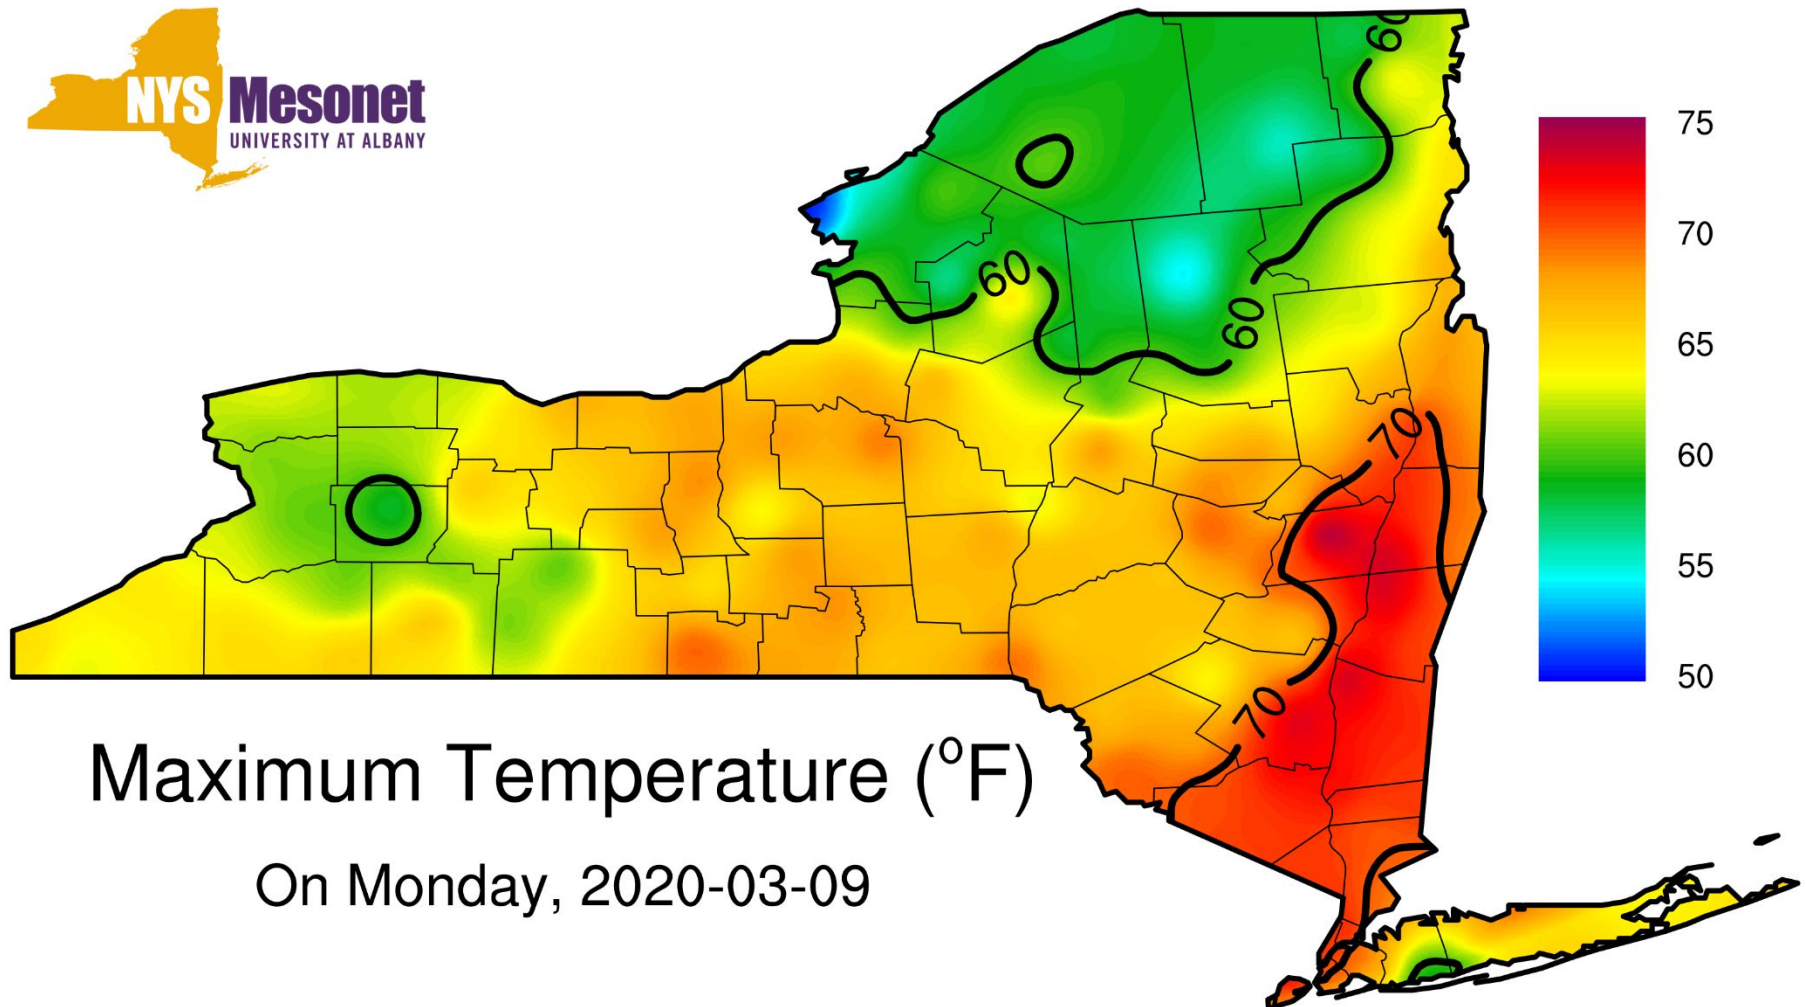 NYS Mesonet
UNIVERSITY AT ALBANY
60
60
60
70
70
75
70
65
60
55
50
Maximum Temperature (°F)
On Monday, 2020-03-09